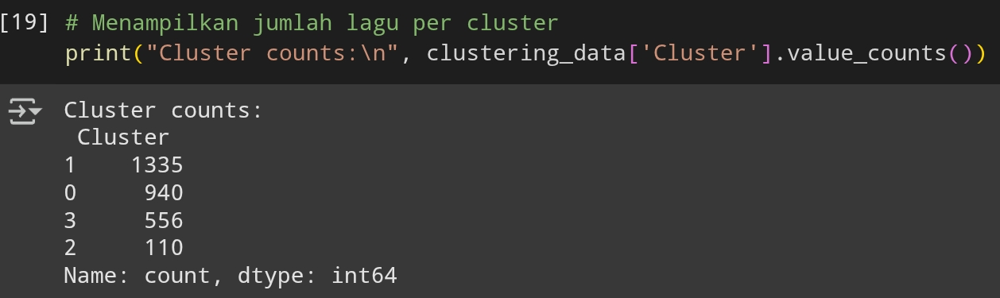 [19] # Menampilkan jumlah lagu per cluster
print("Cluster counts:\n", clustering_data['Cluster'].value_counts())
Cluster counts:
 Cluster
1    1335
0     940
3     556
2     110
Name: count, dtype: int64